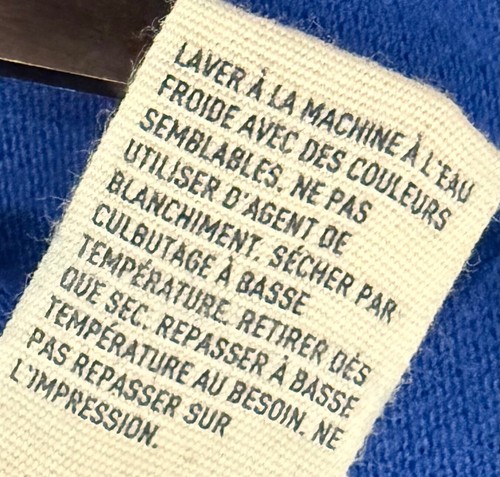 LAVER À LA MACHINE À L'EAU
FROIDE AVEC DES COULEURS
SEMBLABLES. NE PAS
UTILISER D'AGENT DE
BLANCHIMENT. SÉCHER PAR
CULBUTAGE À BASSE
TEMPÉRATURE. RETIRER DÈS
QUE SEC. REPASSER À BASSE
TEMPÉRATURE AU BESOIN. NE
PAS REPASSER SUR
L'IMPRESSION.